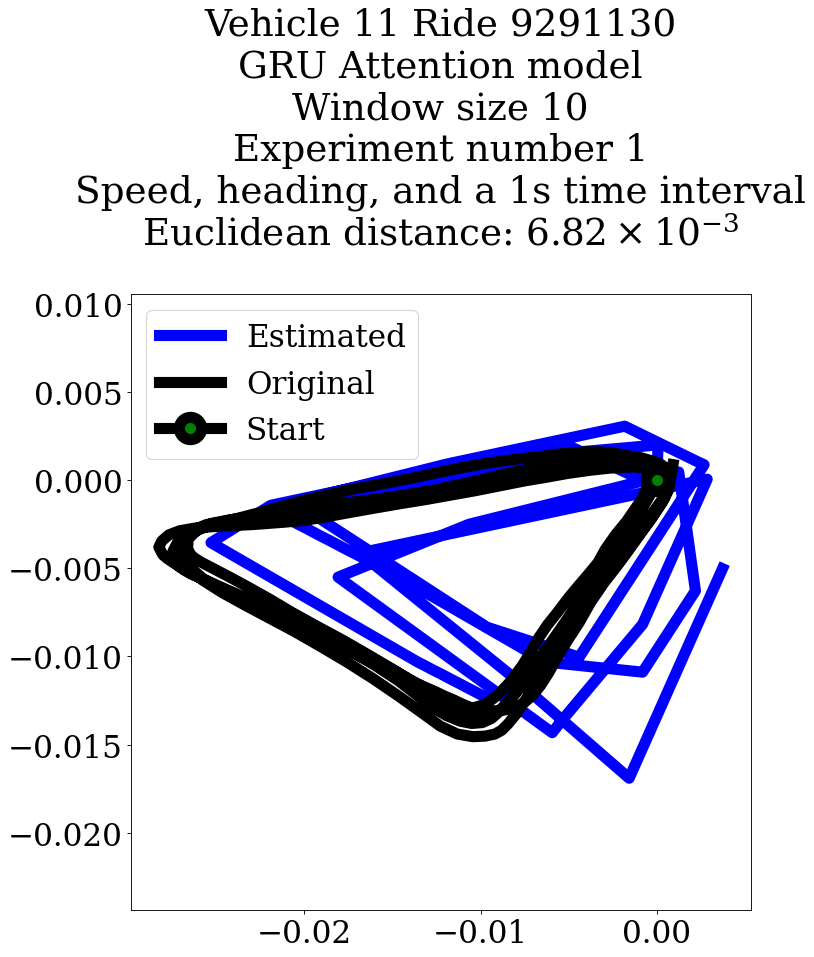 Vehicle 11 Ride 9291130
GRU Attention model
Window size 10
Experiment number 1
Speed, heading, and a 1s time interval
Euclidean distance: 6.82 × 10⁻³
0.010
0.005
0.000
−0.005
−0.010
−0.015
−0.020
Estimated
Original
Start
−0.02
−0.01
0.00